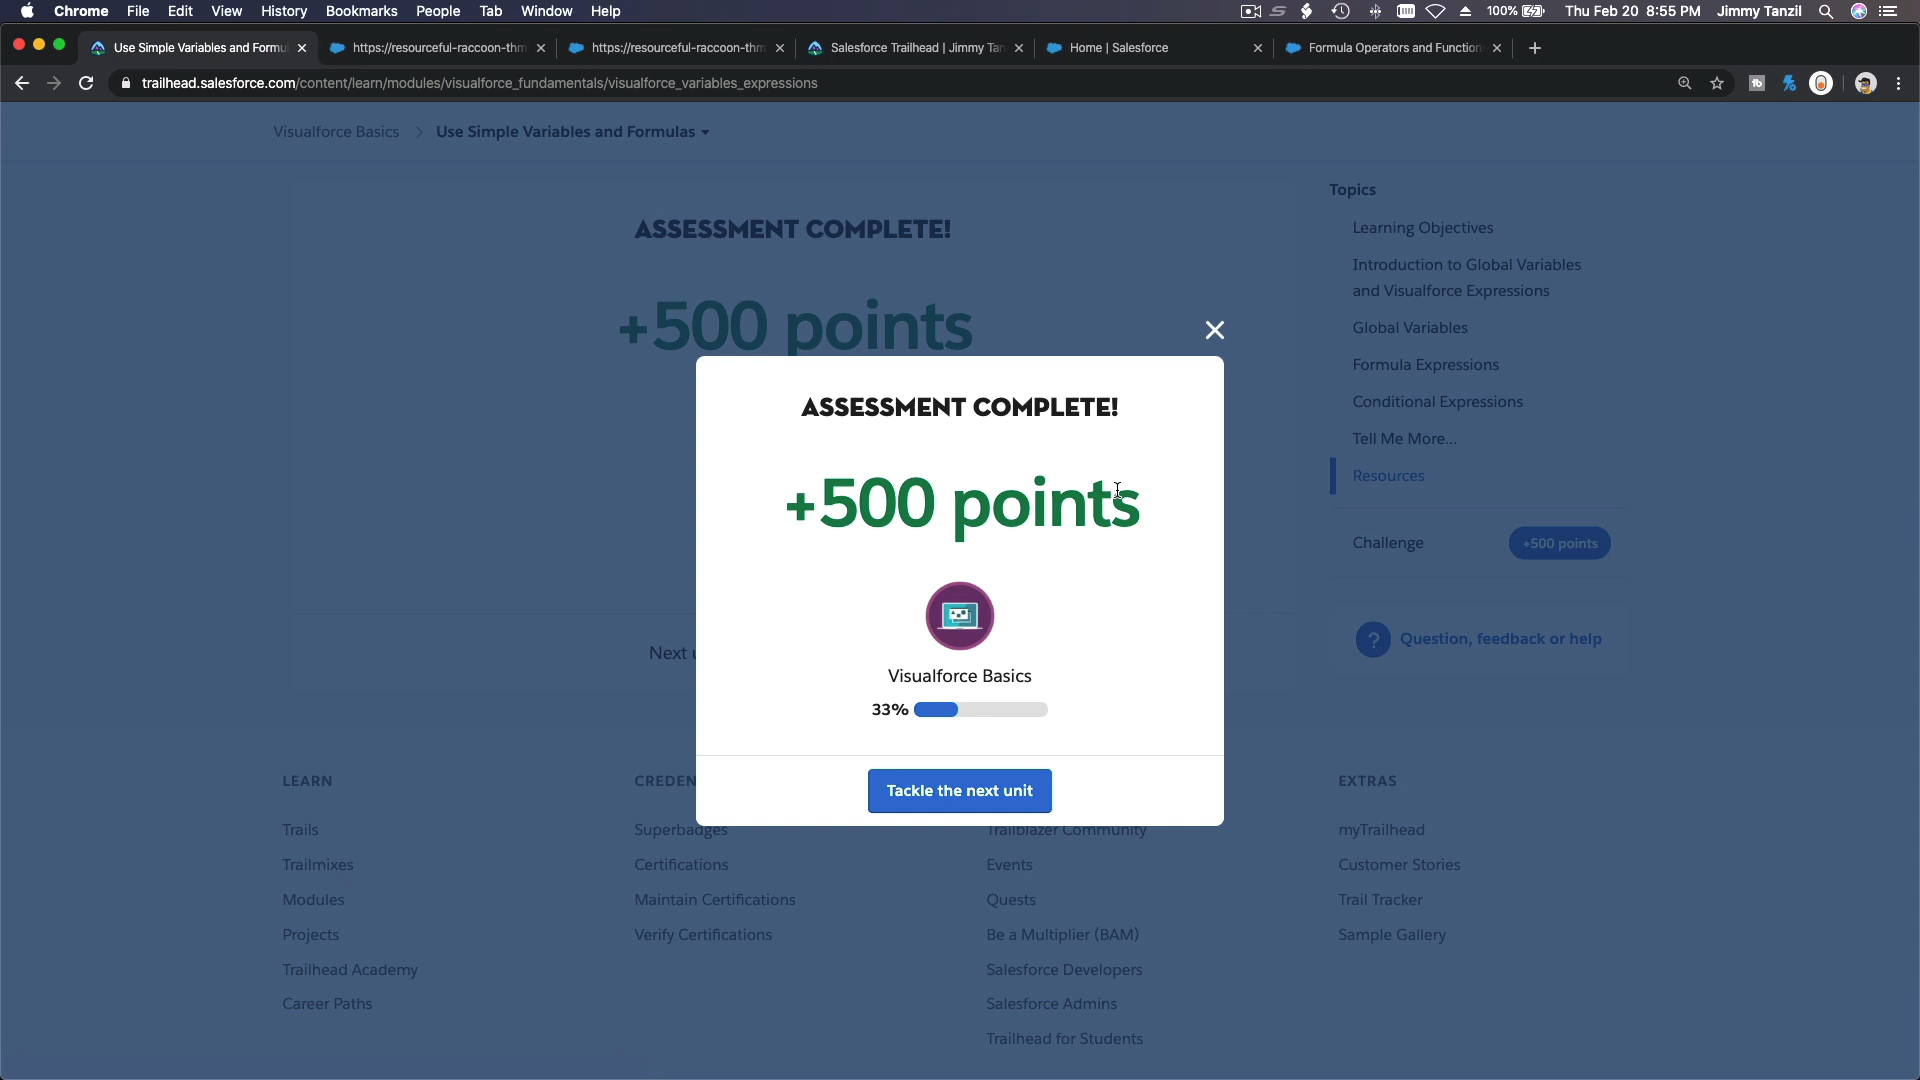 Chrome File Edit View History Bookmarks People Tab Window Help
100% Thu Feb 20 8:55 PM Jimmy Tanzil
Use Simple Variables and Formu
https://resourceful-raccoon-thm
https://resourceful-raccoon-thm
Salesforce Trailhead | Jimmy Tan
Home | Salesforce
Formula Operators and Function
trailhead.salesforce.com/content/learn/modules/visualforce_fundamentals/visualforce_variables_expressions
Visualforce Basics > Use Simple Variables and Formulas
ASSESSMENT COMPLETE!
+500 points
Next
ASSESSMENT COMPLETE!
+500 points
Visualforce Basics
33%
Tackle the next unit
Topics
Learning Objectives
Introduction to Global Variables
and Visualforce Expressions
Global Variables
Formula Expressions
Conditional Expressions
Tell Me More...
Resources
Challenge +500 points
? Question, feedback or help
LEARN
Trails
Trailmixes
Modules
Projects
Trailhead Academy
Career Paths
CREDEN
Superbadges
Certifications
Maintain Certifications
Verify Certifications
Trailblazer Community
Events
Quests
Be a Multiplier (BAM)
Salesforce Developers
Salesforce Admins
Trailhead for Students
EXTRAS
myTrailhead
Customer Stories
Trail Tracker
Sample Gallery